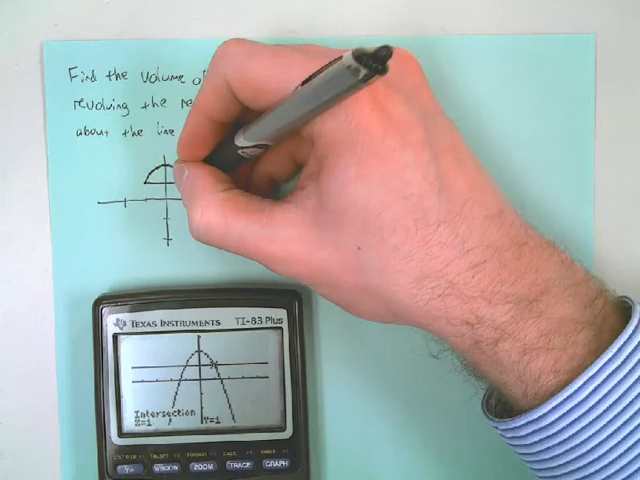 Find the volume of
revolving the
about the line
TEXAS INSTRUMENTS TI-83 Plus
Intersection
X=1 Y=1
Y= WINDOW ZOOM TRACE GRAPH